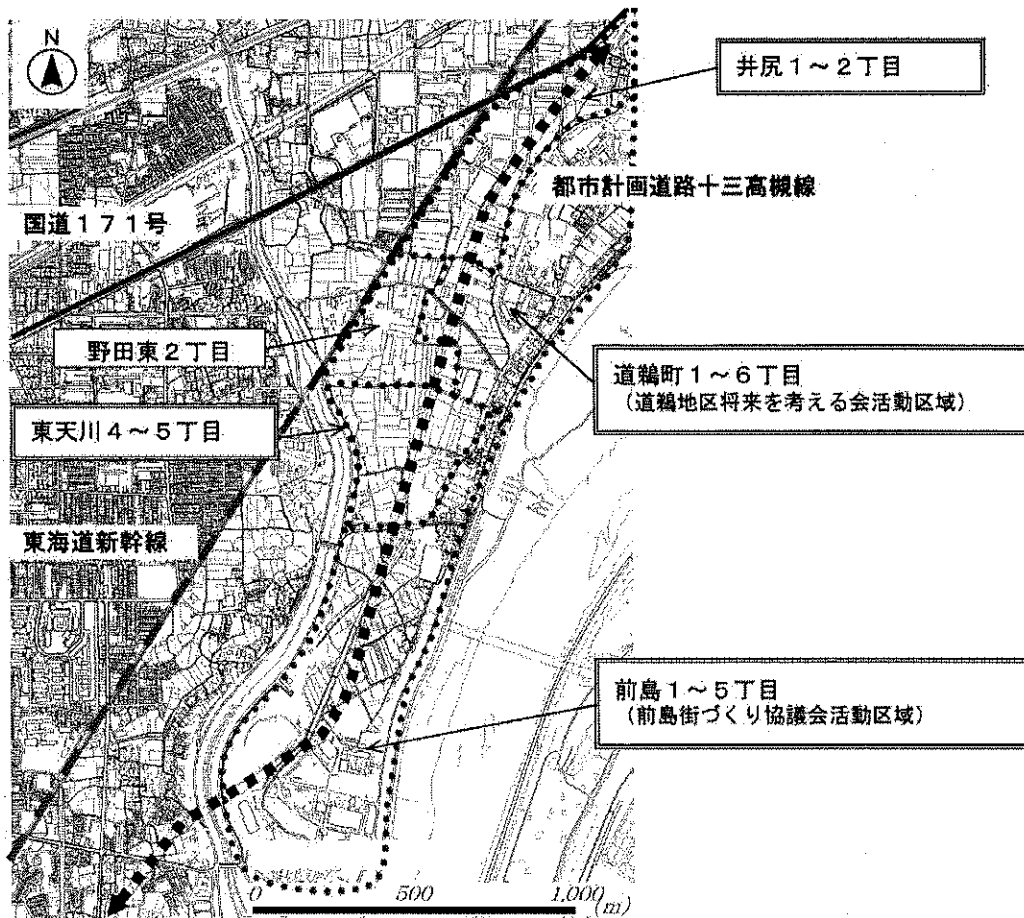 N
井尻1~2丁目
都市計画道路十三高槻線
国道171号
野田東2丁目
道鵜町1~6丁目
(道鵜地区将来を考える会活動区域)
東天川4~5丁目
東海道新幹線
前島1~5丁目
(前島街づくり協議会活動区域)
0 500 1,000 (m)